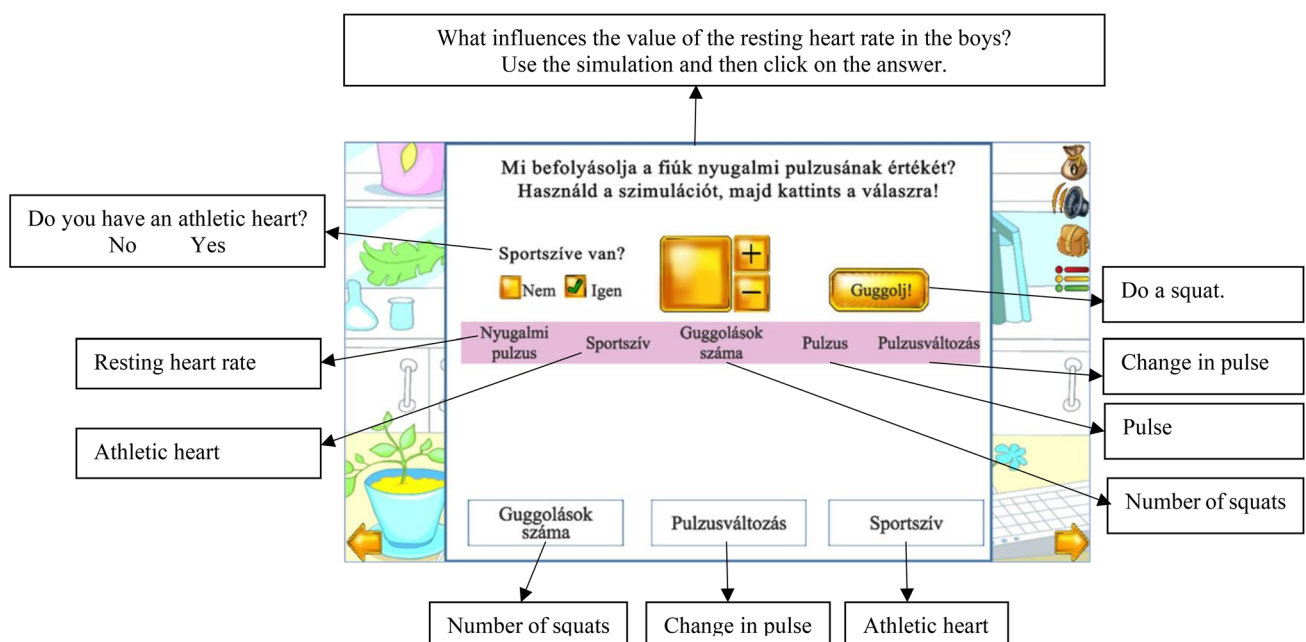 What influences the value of the resting heart rate in the boys?
Use the simulation and then click on the answer.
Mi befolyásolja a fiúk nyugalmi pulzusának értékét?
Használd a szimulációt, majd kattints a válaszra!
0
Do you have an athletic heart?
No Yes
Sportszíve van?
Nem Igen
+
−
Guggolj!
Do a squat.
Nyugalmi
pulzus
Sportszív
Guggolások
száma
Pulzus
Pulzusváltozás
Resting heart rate
Change in pulse
Athletic heart
Pulse
Number of squats
Guggolások
száma
Pulzusváltozás
Sportszív
Number of squats
Change in pulse
Athletic heart